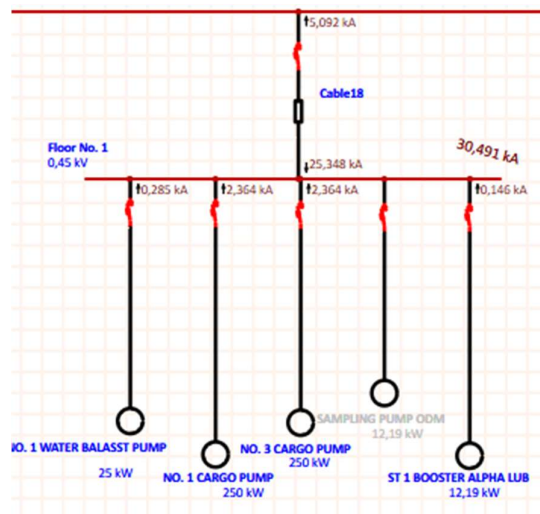 5,092 kA
Cable18
Floor No. 1
0,45 kV
25,348 kA
30,491 kA
0,285 kA
2,364 kA
2,364 kA
0,146 kA
NO. 1 WATER BALASST PUMP
25 kW
NO. 1 CARGO PUMP
250 kW
NO. 3 CARGO PUMP
250 kW
SAMPLING PUMP ODM
12,19 kW
ST 1 BOOSTER ALPHA LUB
12,19 kW